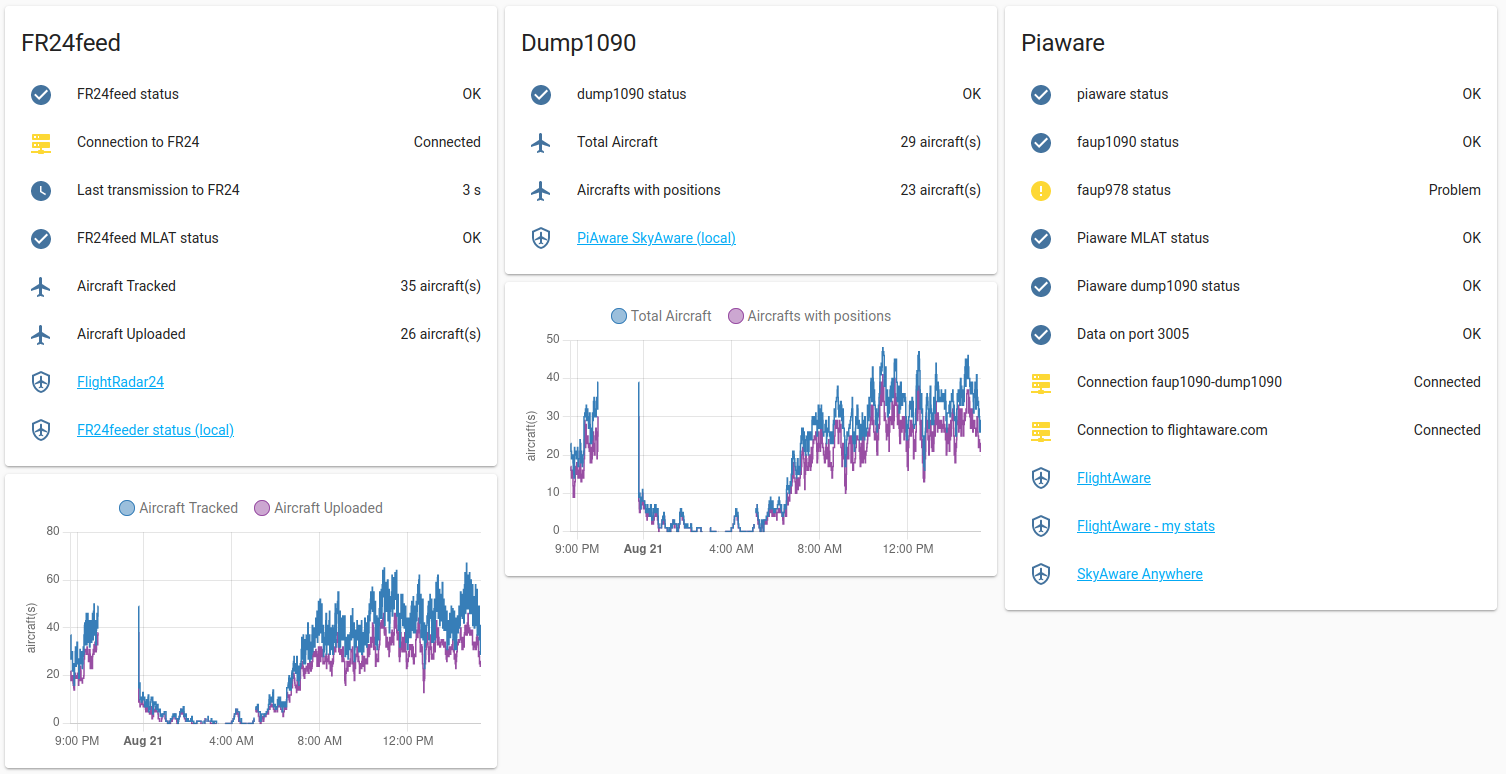 FR24feed
FR24feed status OK
Connection to FR24 Connected
Last transmission to FR24 3 s
FR24feed MLAT status OK
Aircraft Tracked 35 aircraft(s)
Aircraft Uploaded 26 aircraft(s)
FlightRadar24
FR24feeder status (local)
Aircraft Tracked Aircraft Uploaded
80
60
40
20
0
aircraft(s)
9:00 PM Aug 21 4:00 AM 8:00 AM 12:00 PM
Dump1090
dump1090 status OK
Total Aircraft 29 aircraft(s)
Aircrafts with positions 23 aircraft(s)
PiAware SkyAware (local)
Total Aircraft Aircrafts with positions
50
40
30
20
10
0
aircraft(s)
9:00 PM Aug 21 4:00 AM 8:00 AM 12:00 PM
Piaware
piaware status OK
faup1090 status OK
faup978 status Problem
Piaware MLAT status OK
Piaware dump1090 status OK
Data on port 3005 OK
Connection faup1090-dump1090 Connected
Connection to flightaware.com Connected
FlightAware
FlightAware - my stats
SkyAware Anywhere